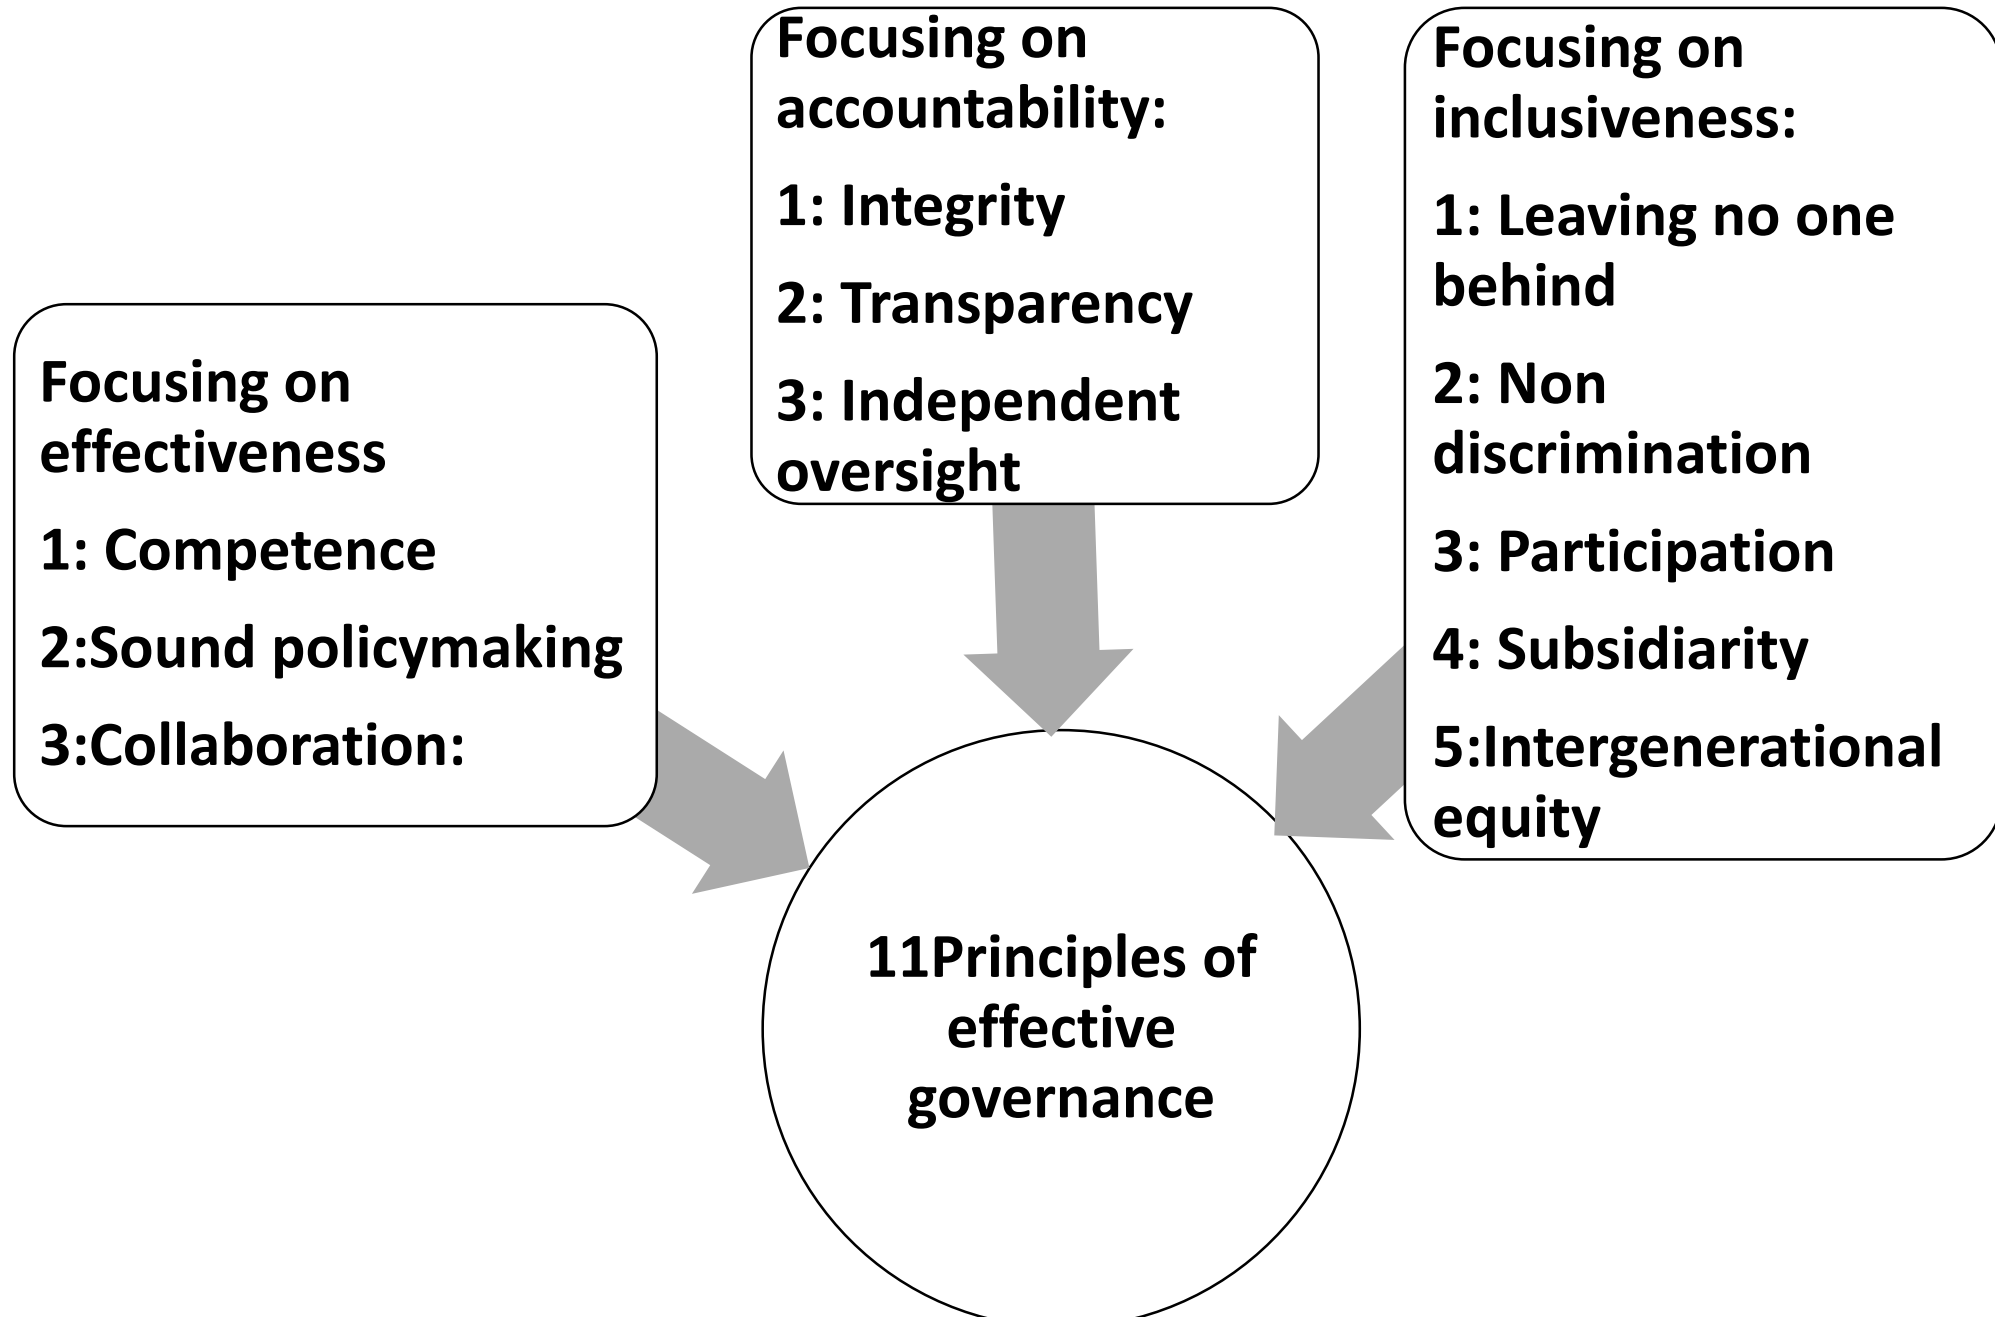 Focusing on
effectiveness
1: Competence
2:Sound policymaking
3:Collaboration:
Focusing on
accountability:
1: Integrity
2: Transparency
3: Independent
oversight
Focusing on
inclusiveness:
1: Leaving no one
behind
2: Non
discrimination
3: Participation
4: Subsidiarity
5:Intergenerational
equity
11Principles of
effective
governance